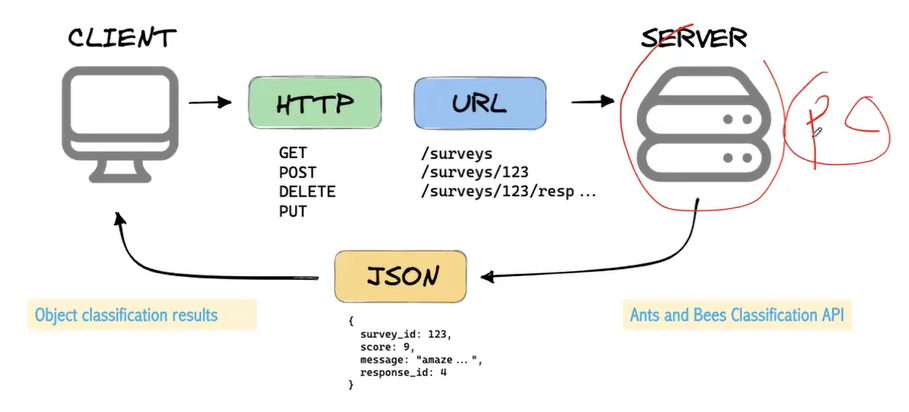 CLIENT
SERVER
HTTP
URL
GET
POST
DELETE
PUT
/surveys
/surveys/123
/surveys/123/resp ...
JSON
Object classification results
Ants and Bees Classification API
{
survey_id: 123,
score: 9,
message: "amaze ...",
response_id: 4
}